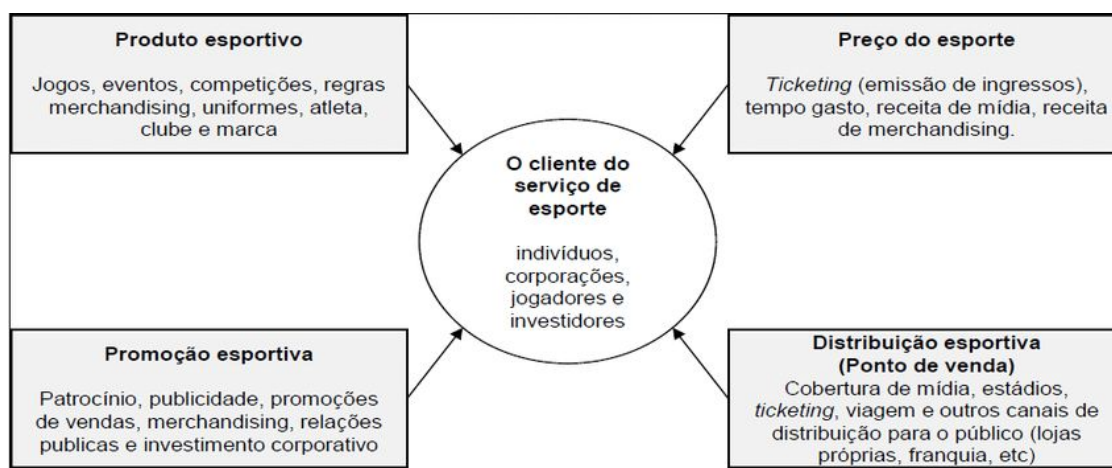 Produto esportivo
Jogos, eventos, competições, regras
merchandising, uniformes, atleta,
clube e marca
Preço do esporte
Ticketing (emissão de ingressos),
tempo gasto, receita de mídia, receita
de merchandising.
O cliente do
serviço de
esporte
indivíduos,
corporações,
jogadores e
investidores
Promoção esportiva
Patrocínio, publicidade, promoções
de vendas, merchandising, relações
publicas e investimento corporativo
Distribuição esportiva
(Ponto de venda)
Cobertura de mídia, estádios,
ticketing, viagem e outros canais de
distribuição para o público (lojas
próprias, franquia, etc)